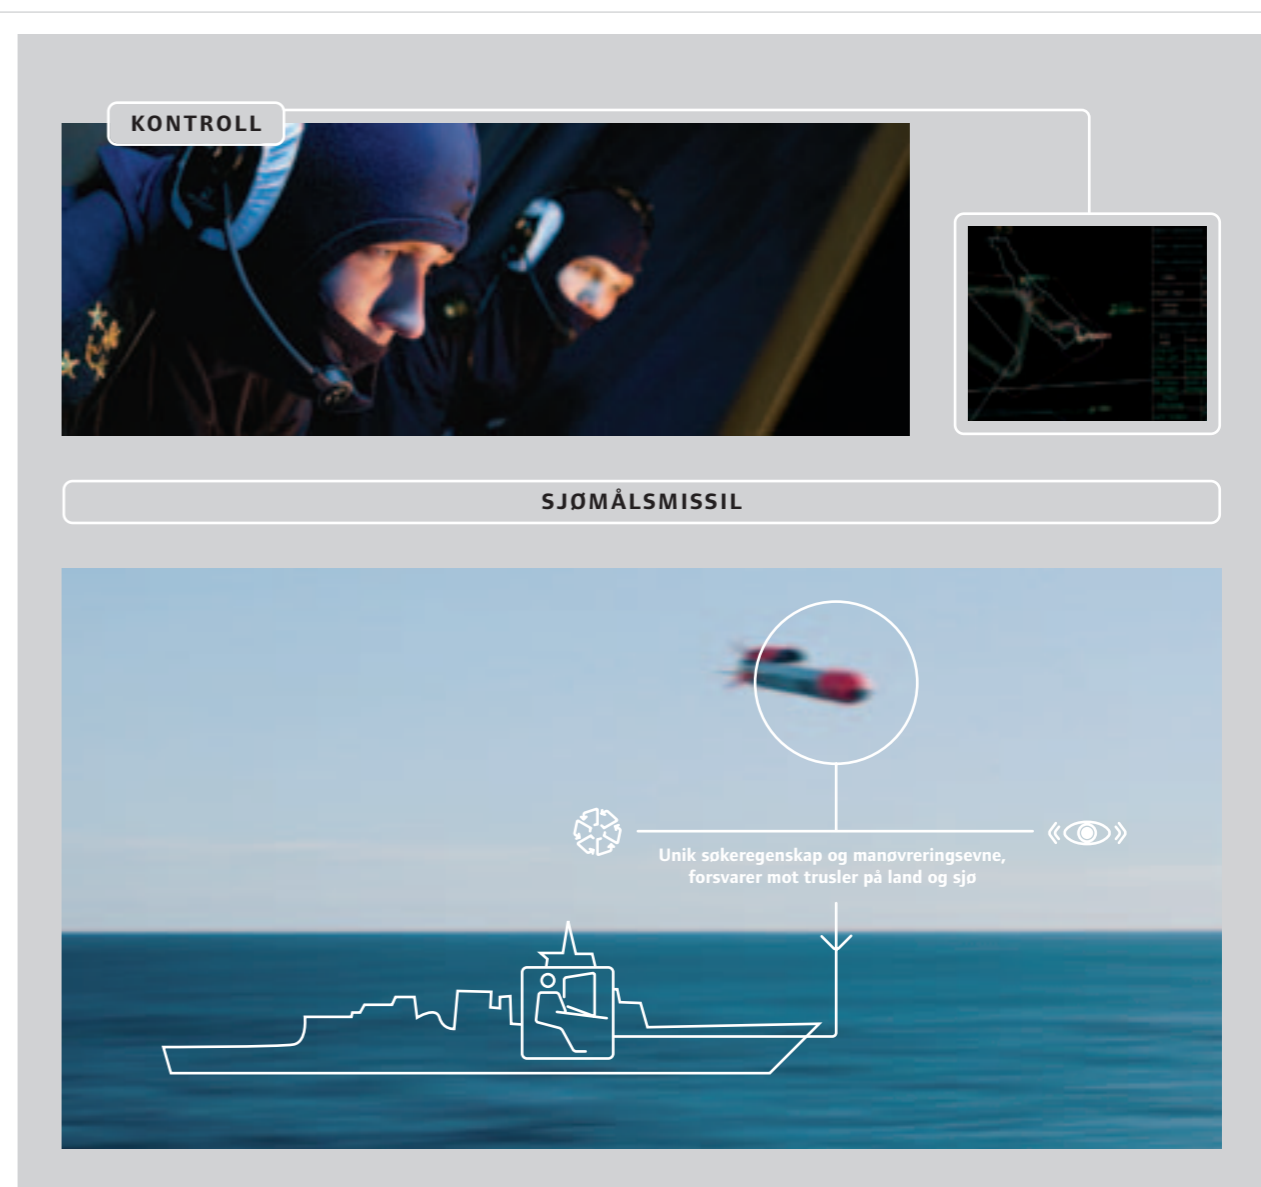 KONTROLL
SJØMÅLSMISSIL
Unik søkeregenskap og manøvreringsevne,
forsvarer mot trusler på land og sjø